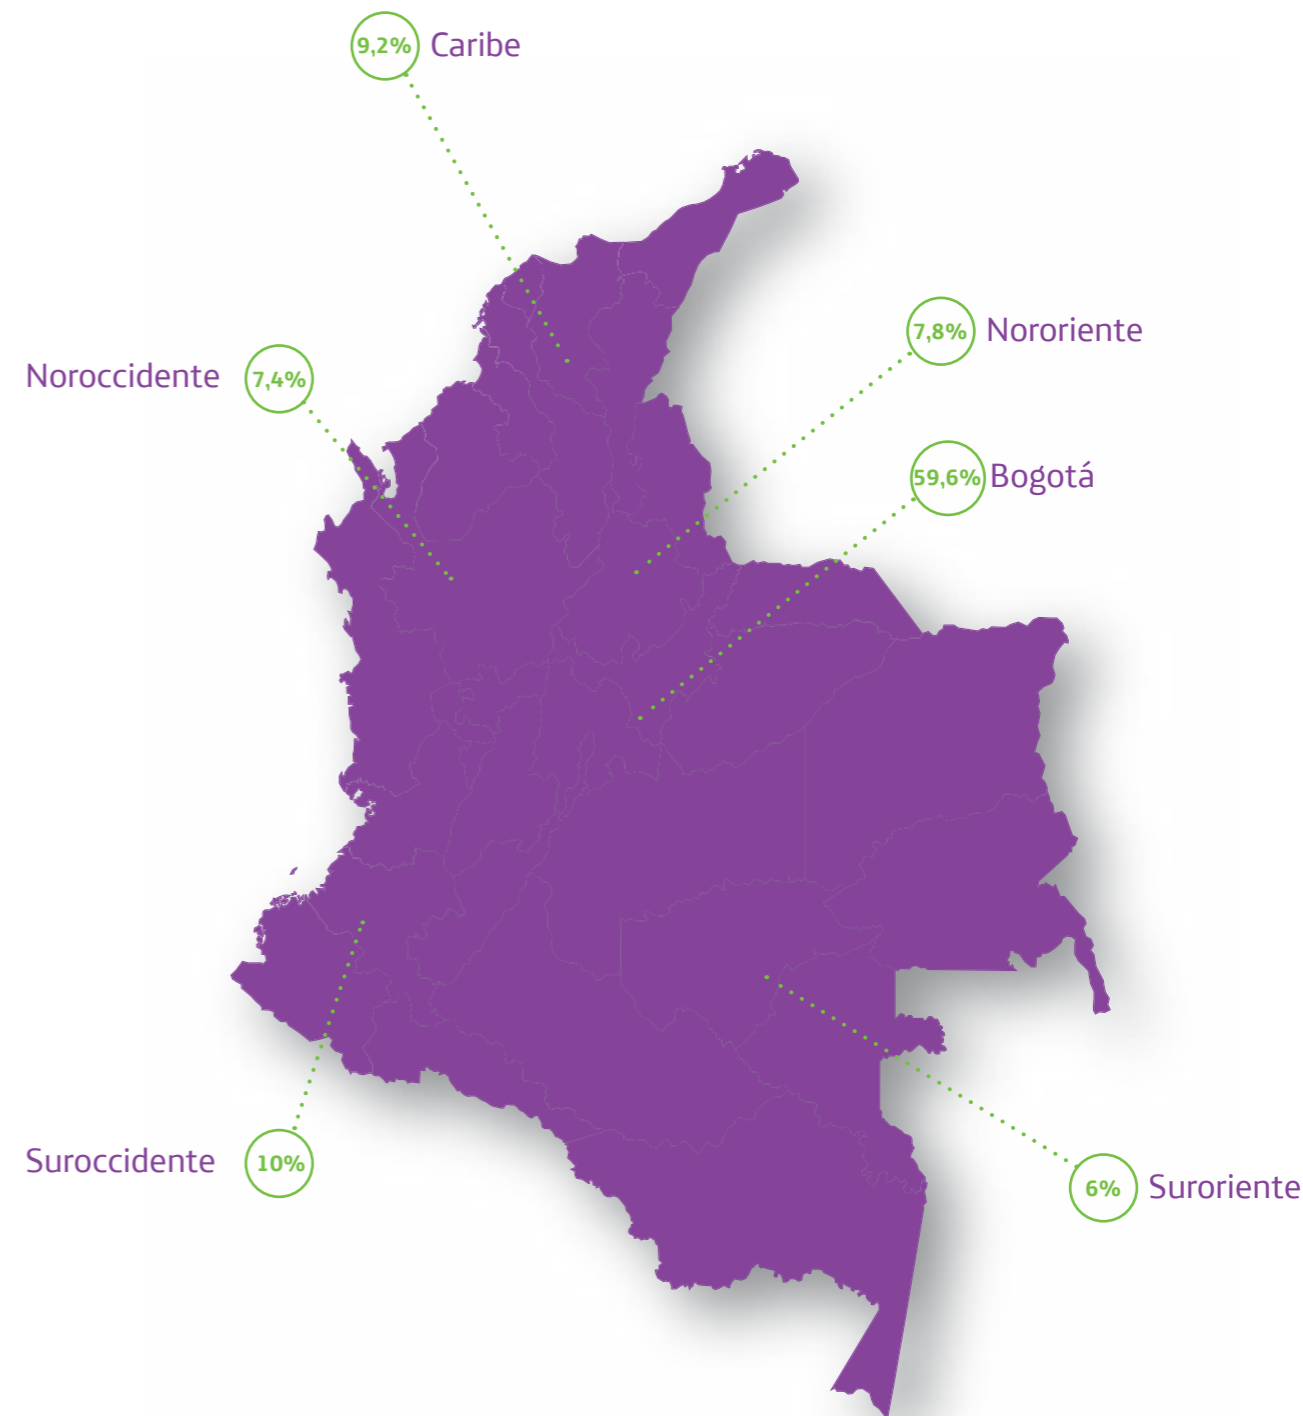 9,2% Caribe
7,8% Nororiente
Noroccidente 7,4%
59,6% Bogotá
Suroccidente 10%
6% Suroriente